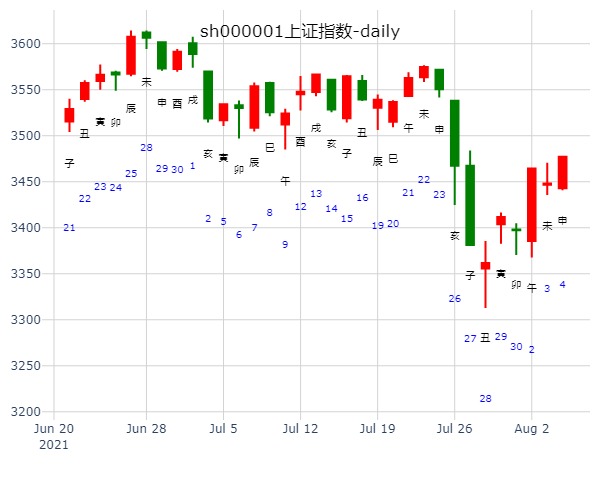 sh000001上证指数-daily
3600
3550
3500
3450
3400
3350
3300
3250
3200
子
21
丑
22
寅
23
卯
24
辰
25
未
28
申
29
酉
30
戌
1
亥
2
寅
5
卯
6
辰
7
巳
8
午
9
酉
12
戌
13
亥
14
子
15
丑
16
辰
19
巳
20
午
21
未
22
申
23
亥
26
子
27
丑
28
寅
29
卯
30
午
2
未
3
申
4
Jun 20
2021
Jun 28
Jul 5
Jul 12
Jul 19
Jul 26
Aug 2